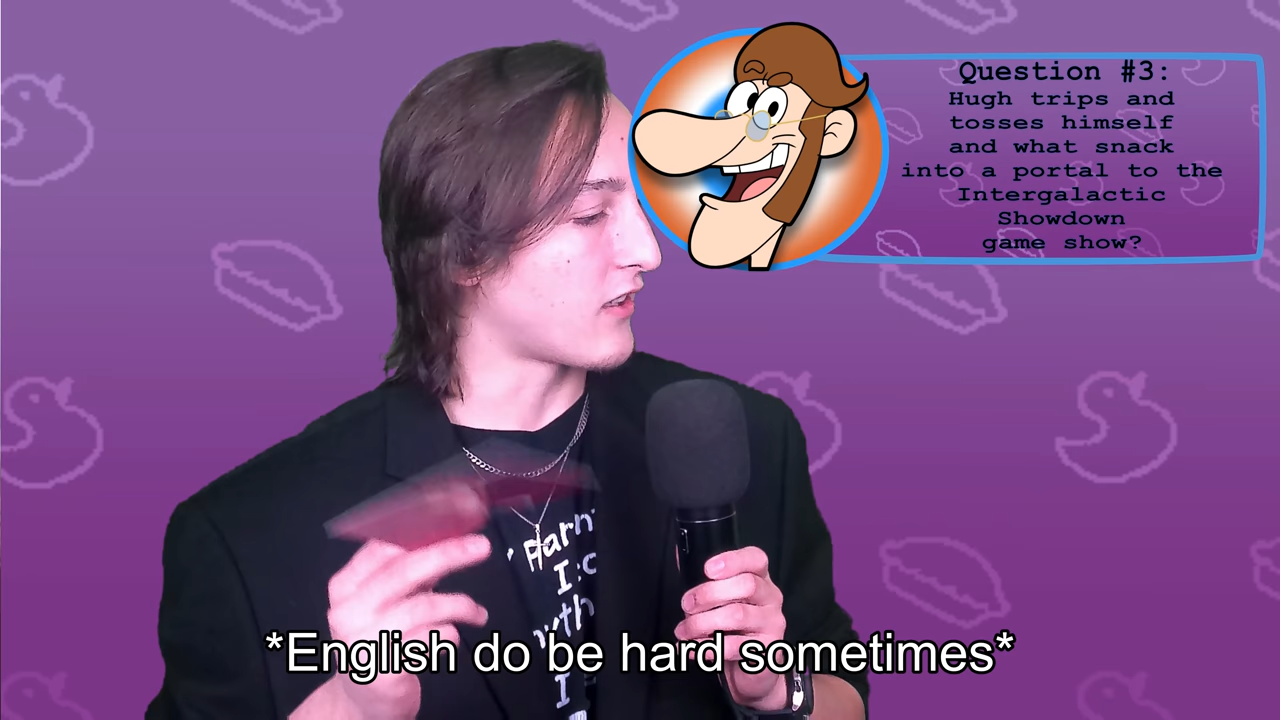 Question #3:
Hugh trips and
tosses himself
and what snack
into a portal to the
Intergalactic
Showdown
game show?
I
I
*English do be hard sometimes*